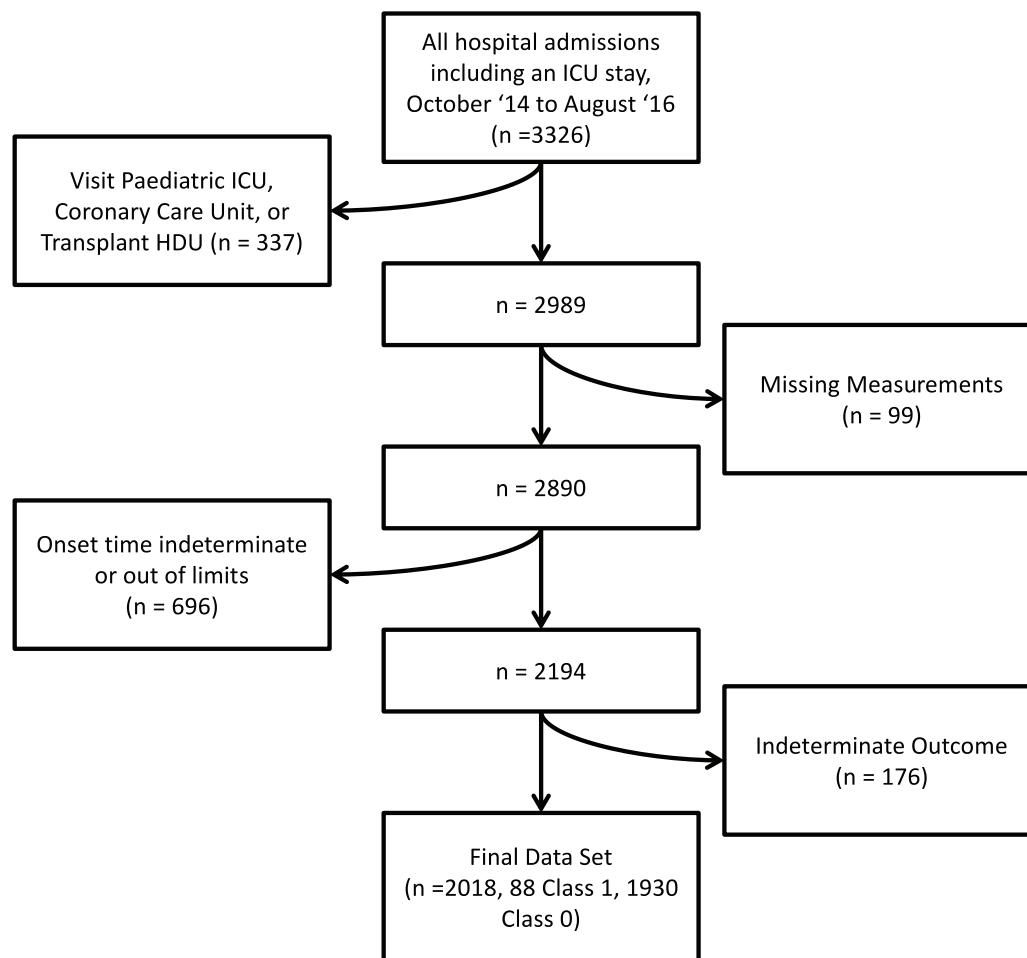 All hospital admissions
including an ICU stay,
October ‘14 to August ‘16
(n =3326)
Visit Paediatric ICU,
Coronary Care Unit, or
Transplant HDU (n = 337)
n = 2989
Missing Measurements
(n = 99)
n = 2890
Onset time indeterminate
or out of limits
(n = 696)
n = 2194
Indeterminate Outcome
(n = 176)
Final Data Set
(n =2018, 88 Class 1, 1930
Class 0)